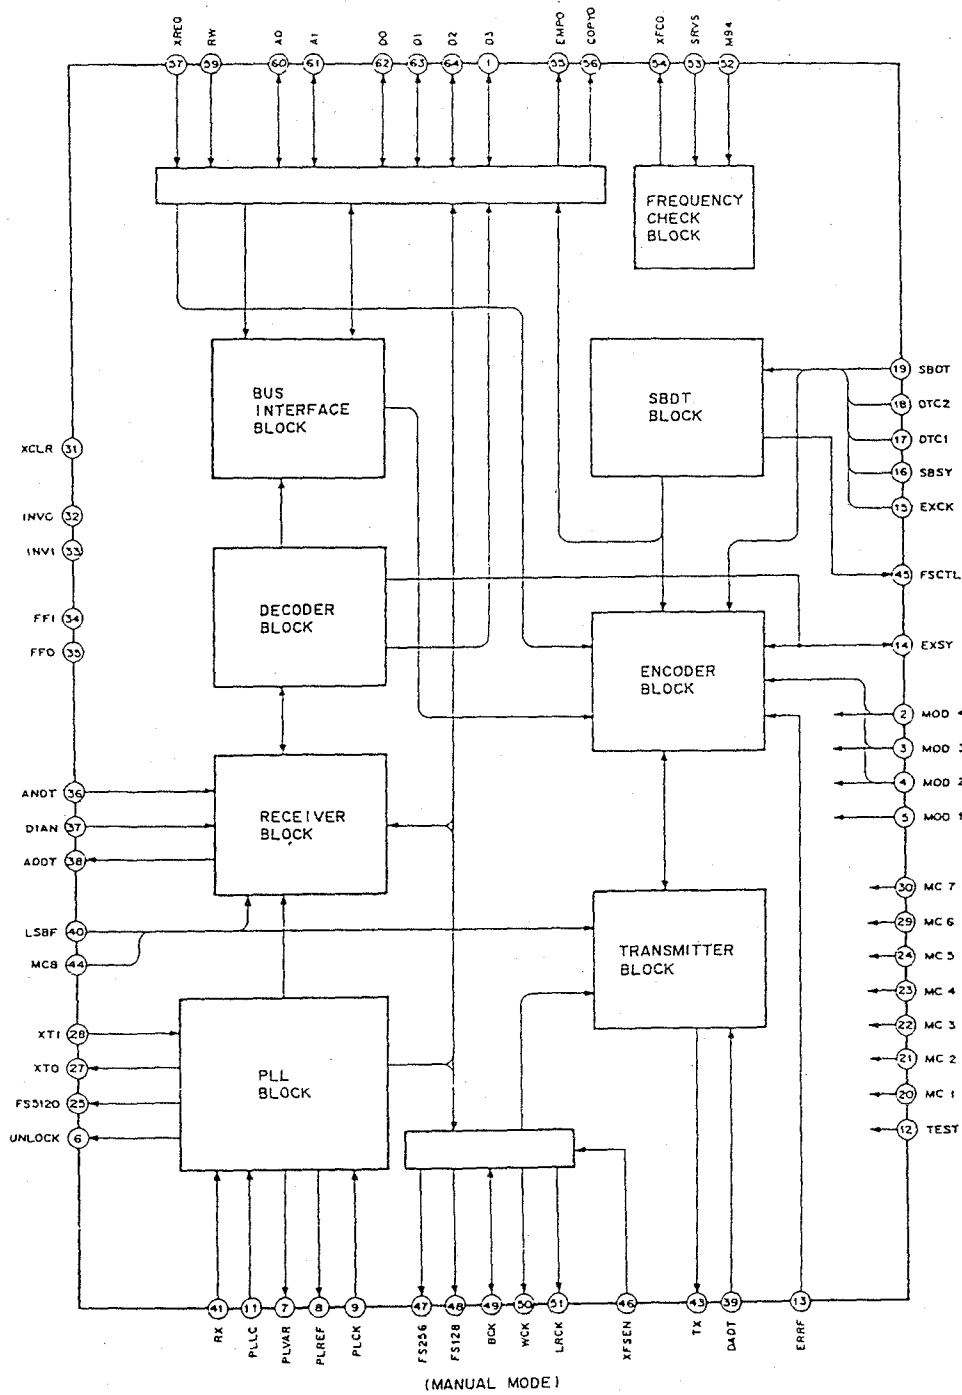 XREQ RW A0 A1 D0 D1 D2 D3 EMPO COPYO XFCO SRVS M94
57 59 60 61 62 63 64 1 55 56 54 53 52
FREQUENCY
CHECK
BLOCK
BUS
INTERFACE
BLOCK
SBDT
BLOCK
19 SBDT
18 DTC2
17 DTC1
16 SBSY
15 EXCK
XCLR 31
INVO 32
INVI 33
45 FSCTL
DECODER
BLOCK
FFI 34
FFO 35
14 EXSY
ENCODER
BLOCK
2 MOD 4
3 MOD 3
4 MOD 2
5 MOD 1
ANDT 36
DIAN 37
ADDT 38
RECEIVER
BLOCK
30 MC 7
29 MC 6
24 MC 5
23 MC 4
22 MC 3
21 MC 2
20 MC 1
12 TEST
LSBF 40
MC8 44
TRANSMITTER
BLOCK
XTI 28
XTO 27
FS5120 25
UNLOCK 6
PLL
BLOCK
41 11 7 8 9 47 48 49 50 51 46 43 39 13
RX PLLC PLVAR PLREF PLCK FS256 FS128 BCK WCK LRCK XFSEN TX DADT ERRF
(MANUAL MODE)